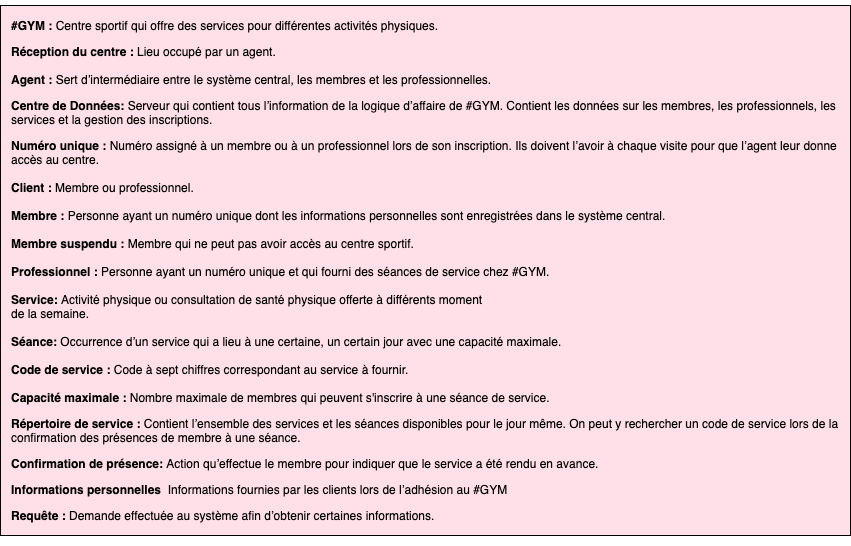 #GYM : Centre sportif qui offre des services pour différentes activités physiques.
Réception du centre : Lieu occupé par un agent.
Agent : Sert d'intermédiaire entre le système central, les membres et les professionnelles.
Centre de Données: Serveur qui contient tous l'information de la logique d'affaire de #GYM. Contient les données sur les membres, les professionnels, les
services et la gestion des inscriptions.
Numéro unique : Numéro assigné à un membre ou à un professionnel lors de son inscription. Ils doivent l'avoir à chaque visite pour que l'agent leur donne
accès au centre.
Client : Membre ou professionnel.
Membre : Personne ayant un numéro unique dont les informations personnelles sont enregistrées dans le système central.
Membre suspendu : Membre qui ne peut pas avoir accès au centre sportif.
Professionnel : Personne ayant un numéro unique et qui fourni des séances de service chez #GYM.
Service: Activité physique ou consultation de santé physique offerte à différents moment
de la semaine.
Séance: Occurrence d'un service qui a lieu à une certaine, un certain jour avec une capacité maximale.
Code de service : Code à sept chiffres correspondant au service à fournir.
Capacité maximale : Nombre maximale de membres qui peuvent s'inscrire à une séance de service.
Répertoire de service : Contient l'ensemble des services et les séances disponibles pour le jour même. On peut y rechercher un code de service lors de la
confirmation des présences de membre à une séance.
Confirmation de présence: Action qu'effectue le membre pour indiquer que le service a été rendu en avance.
Informations personnelles Informations fournies par les clients lors de l'adhésion au #GYM
Requête : Demande effectuée au système afin d'obtenir certaines informations.